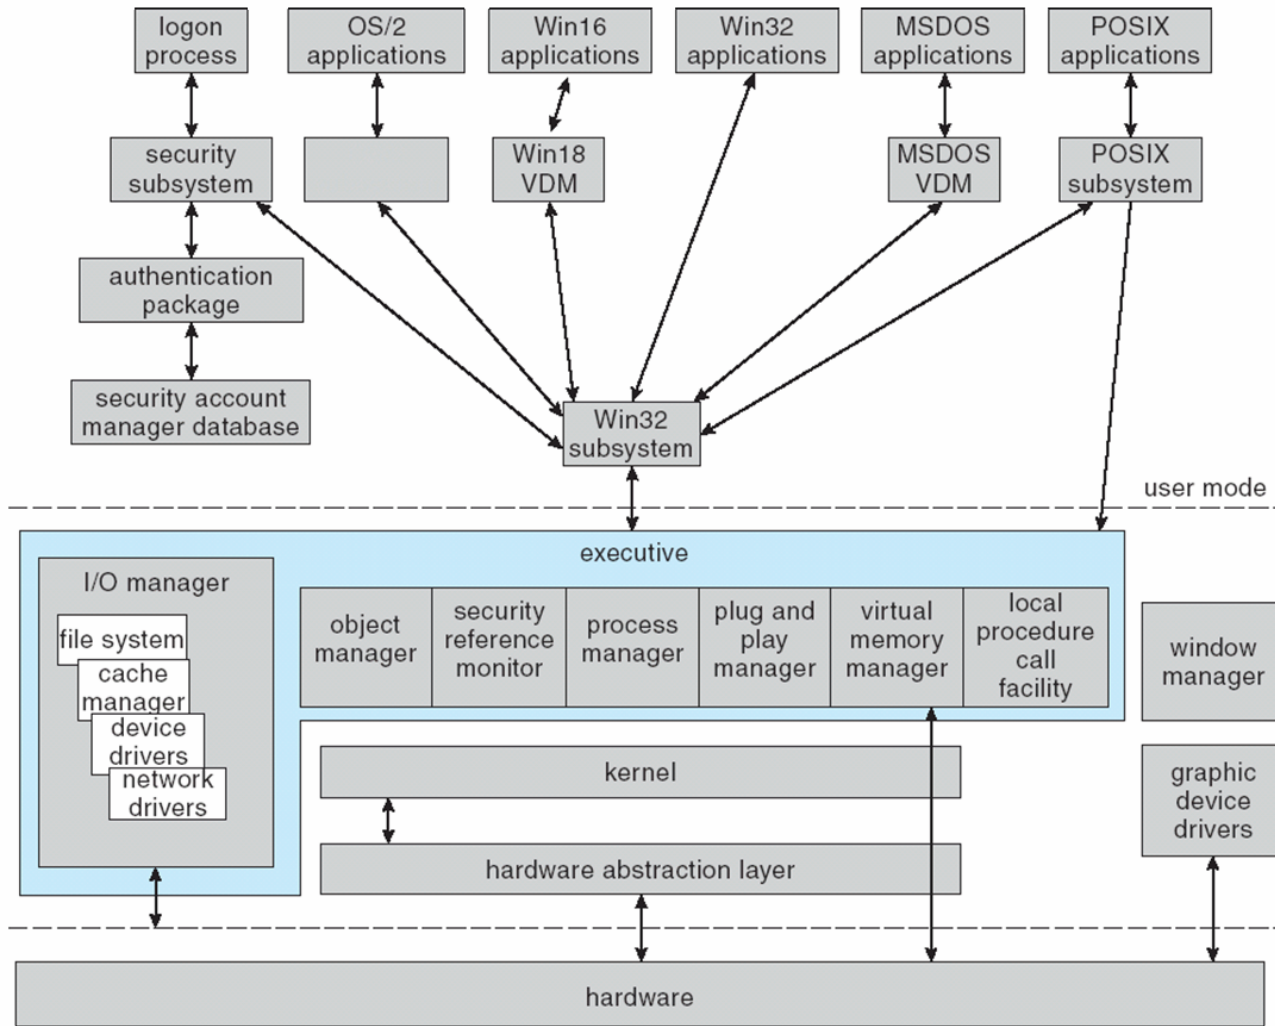 logon
process
OS/2
applications
Win16
applications
Win32
applications
MSDOS
applications
POSIX
applications
security
subsystem
Win18
VDM
MSDOS
VDM
POSIX
subsystem
authentication
package
security account
manager database
Win32
subsystem
user mode
executive
I/O manager
file system
cache
manager
device
drivers
network
drivers
object
manager
security
reference
monitor
process
manager
plug and
play
manager
virtual
memory
manager
local
procedure
call
facility
window
manager
kernel
graphic
device
drivers
hardware abstraction layer
hardware